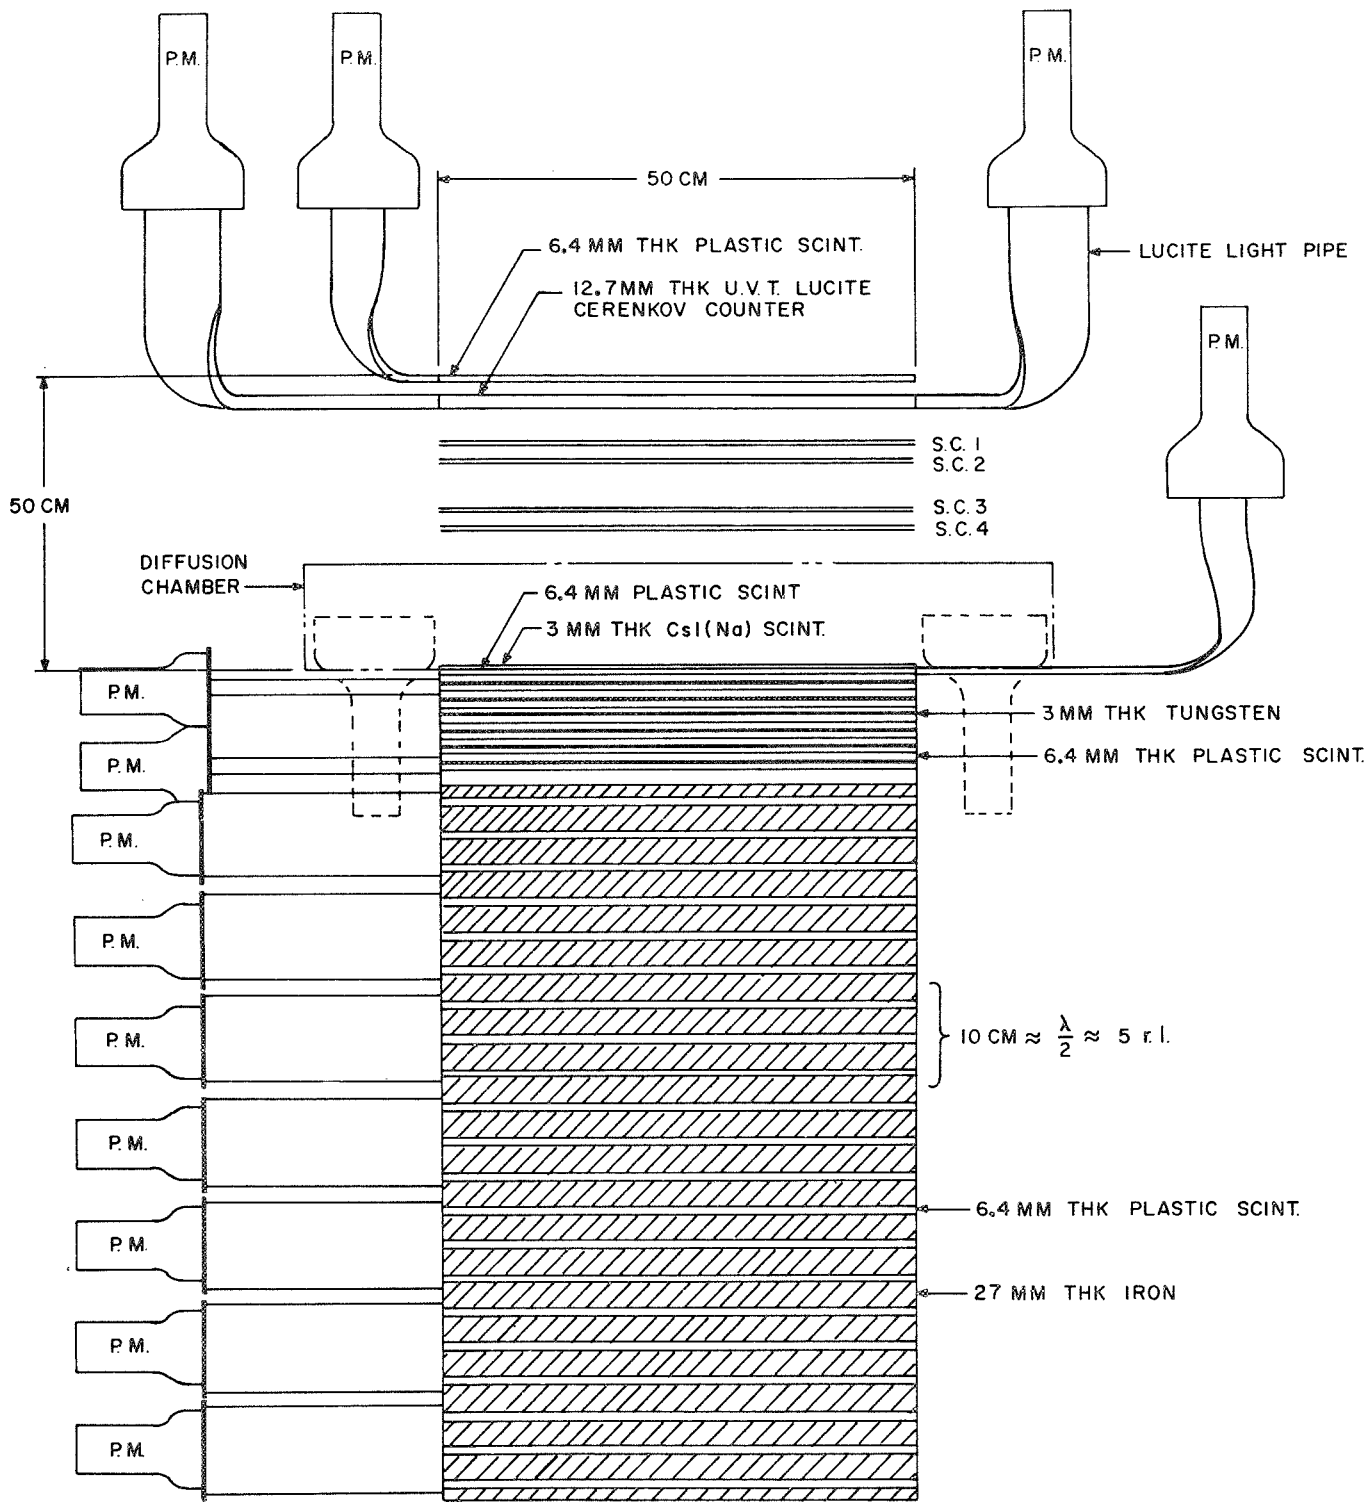 P.M.
P.M.
P.M.
50 CM
6.4 MM THK PLASTIC SCINT.
12.7MM THK U.V.T. LUCITE
CERENKOV COUNTER
LUCITE LIGHT PIPE
P.M.
S.C. 1
S.C. 2
50 CM
S.C. 3
S.C. 4
DIFFUSION
CHAMBER
6.4 MM PLASTIC SCINT
3 MM THK CsI(Na) SCINT.
P.M.
3 MM THK TUNGSTEN
6.4 MM THK PLASTIC SCINT.
P.M.
P.M.
P.M.
P.M.
10 CM ≈ λ/2 ≈ 5 r.l.
P.M.
6.4 MM THK PLASTIC SCINT.
P.M.
27 MM THK IRON
P.M.
P.M.